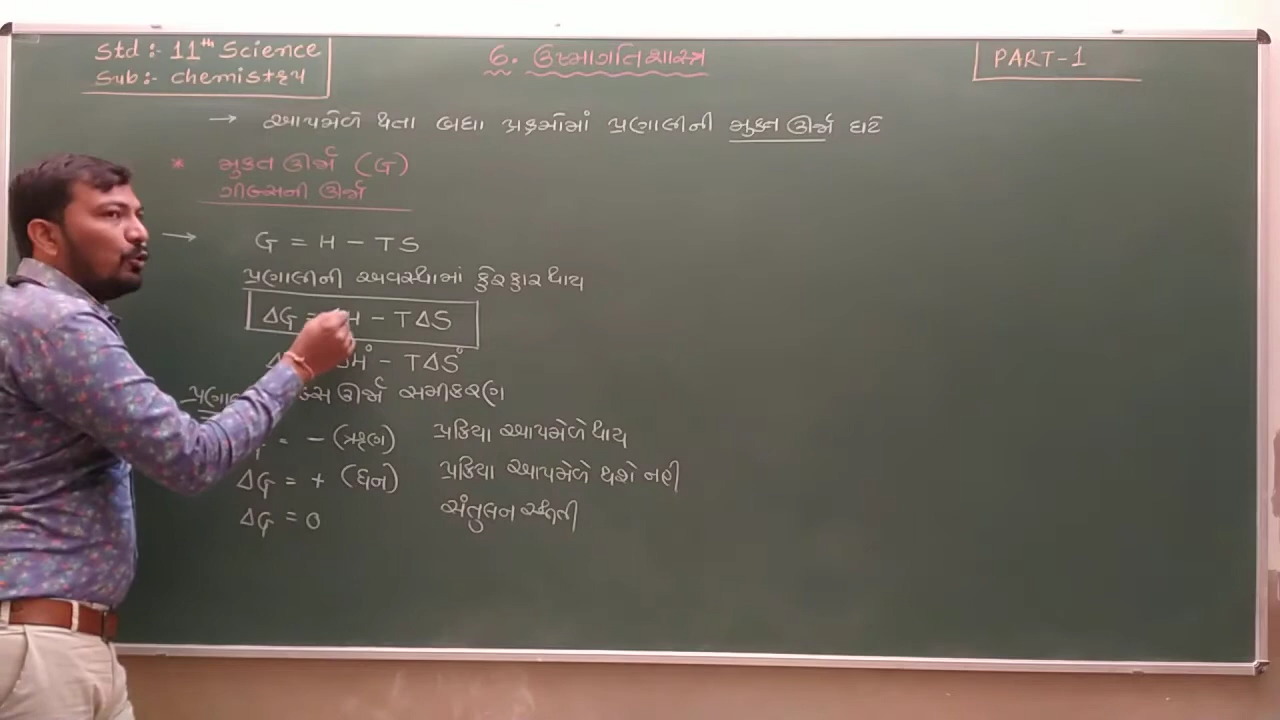 Std :- 11th Science
Sub :- chemistry
6. ઉષ્માગતિશાસ્ત્ર
PART-1
→ આપમેળે થતા બધા પ્રક્રમોમાં પ્રણાલીની મુક્ત ઊર્જા ઘટે
* મુક્ત ઊર્જા (G)
ગીબ્સની ઊર્જા
→ G = H - TS
પ્રણાલીની અવસ્થામાં ફેરફાર થાય
ΔG = H - TΔS
H° - TΔS°
ઊર્જા સમીકરણ
= - (ઋણ) પ્રક્રિયા આપમેળે થાય
ΔG = + (ધન) પ્રક્રિયા આપમેળે થશે નહી
ΔG = 0 સંતુલન